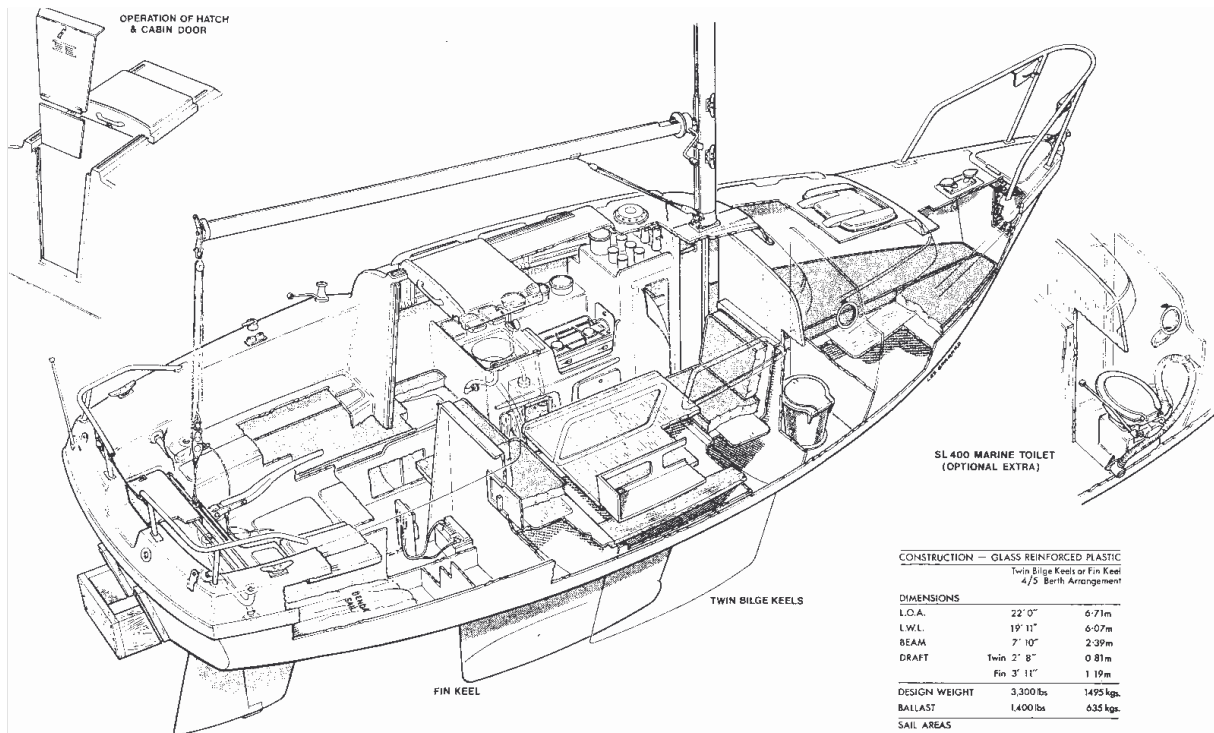 OPERATION OF HATCH
& CABIN DOOR
SL 400 MARINE TOILET
(OPTIONAL EXTRA)
TWIN BILGE KEELS
FIN KEEL
SAIL
CONSTRUCTION — GLASS REINFORCED PLASTIC
Twin Bilge Keels or Fin Keel
4/5 Berth Arrangement
DIMENSIONS
L.O.A. 22' 0" 6·71m
L.W.L. 19' 11" 6·07m
BEAM 7' 10" 2·39m
DRAFT Twin 2' 8" 0 81m
Fin 3' 11" 1 19m
DESIGN WEIGHT 3,300 lbs 1495 kgs.
BALLAST 1,400 lbs 635 kgs.
SAIL AREAS